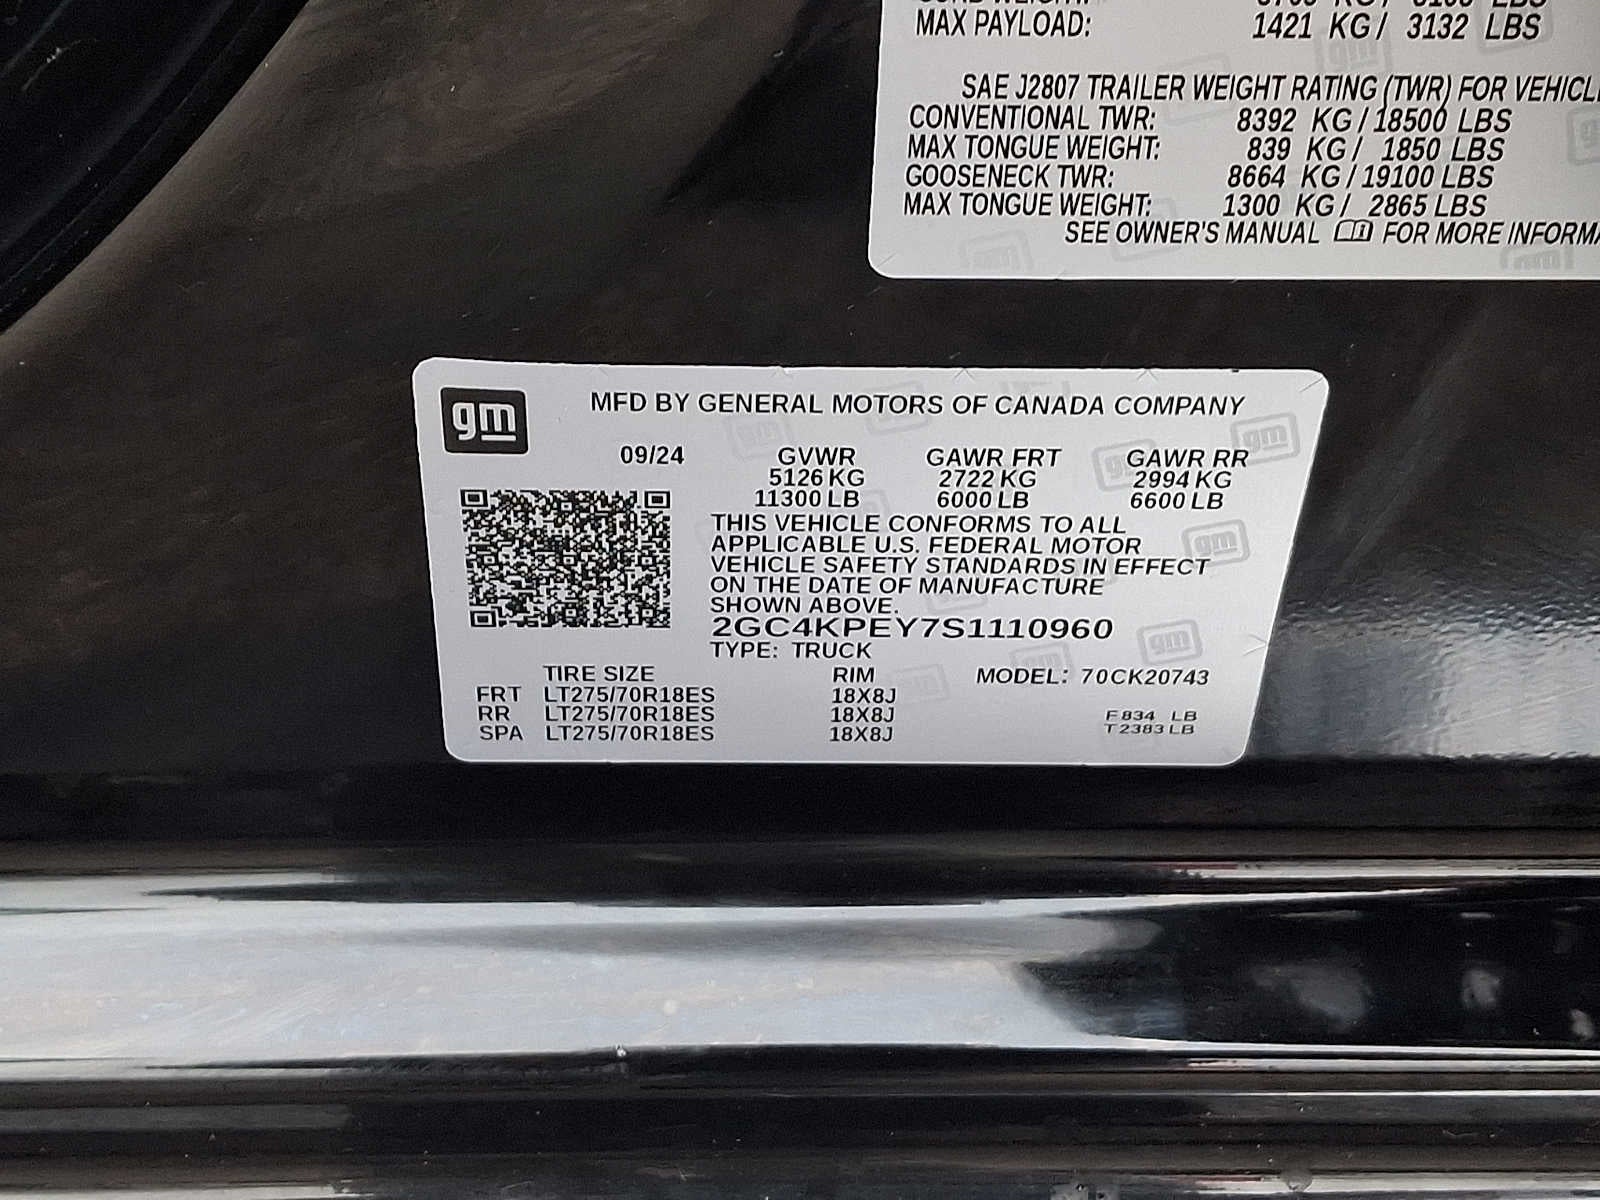 MAX PAYLOAD: 1421 KG / 3132 LBS
SAE J2807 TRAILER WEIGHT RATING (TWR) FOR
CONVENTIONAL TWR: 8392 KG / 18500 LBS
MAX TONGUE WEIGHT: 839 KG / 1850 LBS
GOOSENECK TWR: 8664 KG / 19100 LBS
MAX TONGUE WEIGHT: 1300 KG / 2865 LBS
SEE OWNER'S MANUAL FOR MORE
gm MFD BY GENERAL MOTORS OF CANADA COMPANY
09/24 GVWR GAWR FRT GAWR RR
5126 KG 2722 KG 2994 KG
11300 LB 6000 LB 6600 LB
THIS VEHICLE CONFORMS TO ALL
APPLICABLE U.S. FEDERAL MOTOR
VEHICLE SAFETY STANDARDS IN EFFECT
ON THE DATE OF MANUFACTURE
SHOWN ABOVE.
2GC4KPEY7S1110960
TYPE: TRUCK
TIRE SIZE RIM MODEL: 70CK20743
FRT LT275/70R18ES 18X8J
RR LT275/70R18ES 18X8J F 834 LB
SPA LT275/70R18ES 18X8J T 2383 LB